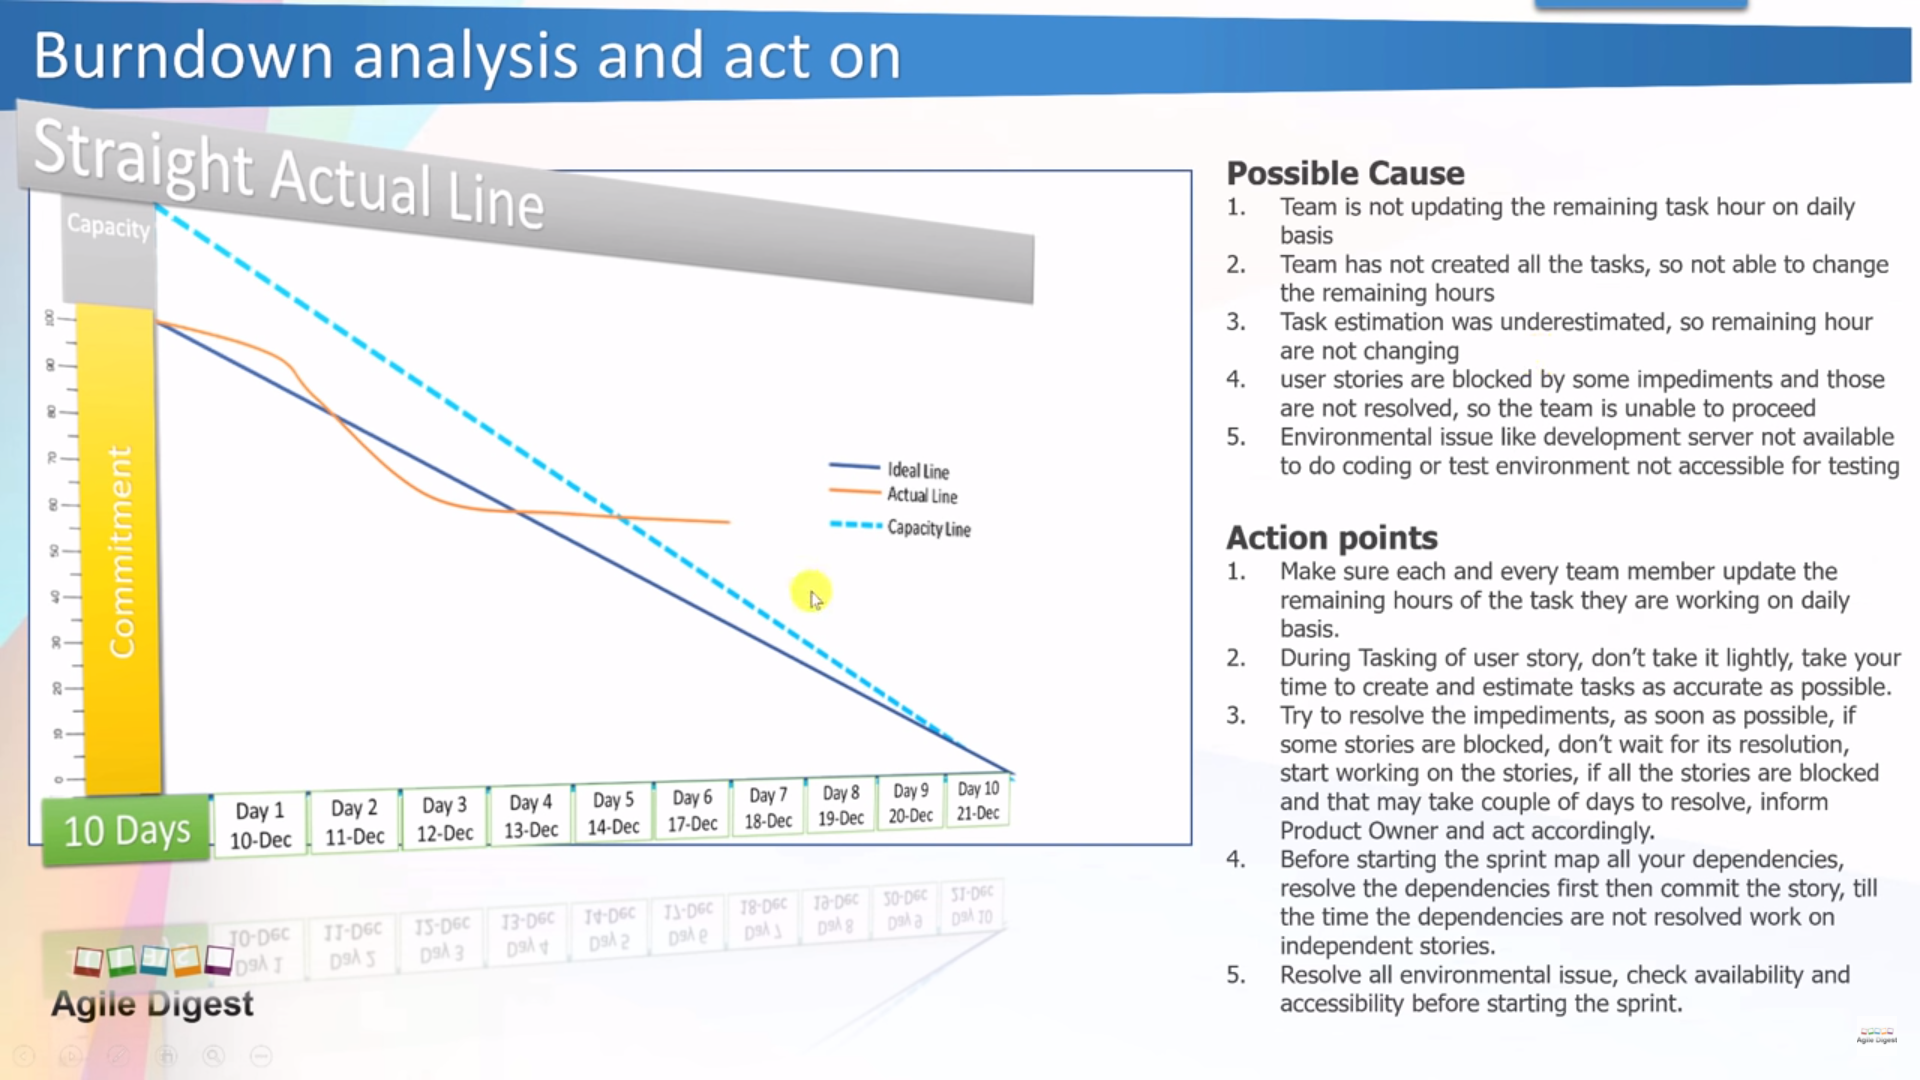 Burndown analysis and act on
Straight Actual Line
Capacity
Commitment
100
90
80
70
60
50
40
30
20
10
0
Ideal Line
Actual Line
Capacity Line
10 Days
Day 1
10-Dec
Day 2
11-Dec
Day 3
12-Dec
Day 4
13-Dec
Day 5
14-Dec
Day 6
17-Dec
Day 7
18-Dec
Day 8
19-Dec
Day 9
20-Dec
Day 10
21-Dec
Agile Digest
Possible Cause
1. Team is not updating the remaining task hour on daily
basis
2. Team has not created all the tasks, so not able to change
the remaining hours
3. Task estimation was underestimated, so remaining hour
are not changing
4. user stories are blocked by some impediments and those
are not resolved, so the team is unable to proceed
5. Environmental issue like development server not available
to do coding or test environment not accessible for testing
Action points
1. Make sure each and every team member update the
remaining hours of the task they are working on daily
basis.
2. During Tasking of user story, don’t take it lightly, take your
time to create and estimate tasks as accurate as possible.
3. Try to resolve the impediments, as soon as possible, if
some stories are blocked, don’t wait for its resolution,
start working on the stories, if all the stories are blocked
and that may take couple of days to resolve, inform
Product Owner and act accordingly.
4. Before starting the sprint map all your dependencies,
resolve the dependencies first then commit the story, till
the time the dependencies are not resolved work on
independent stories.
5. Resolve all environmental issue, check availability and
accessibility before starting the sprint.
Agile Digest